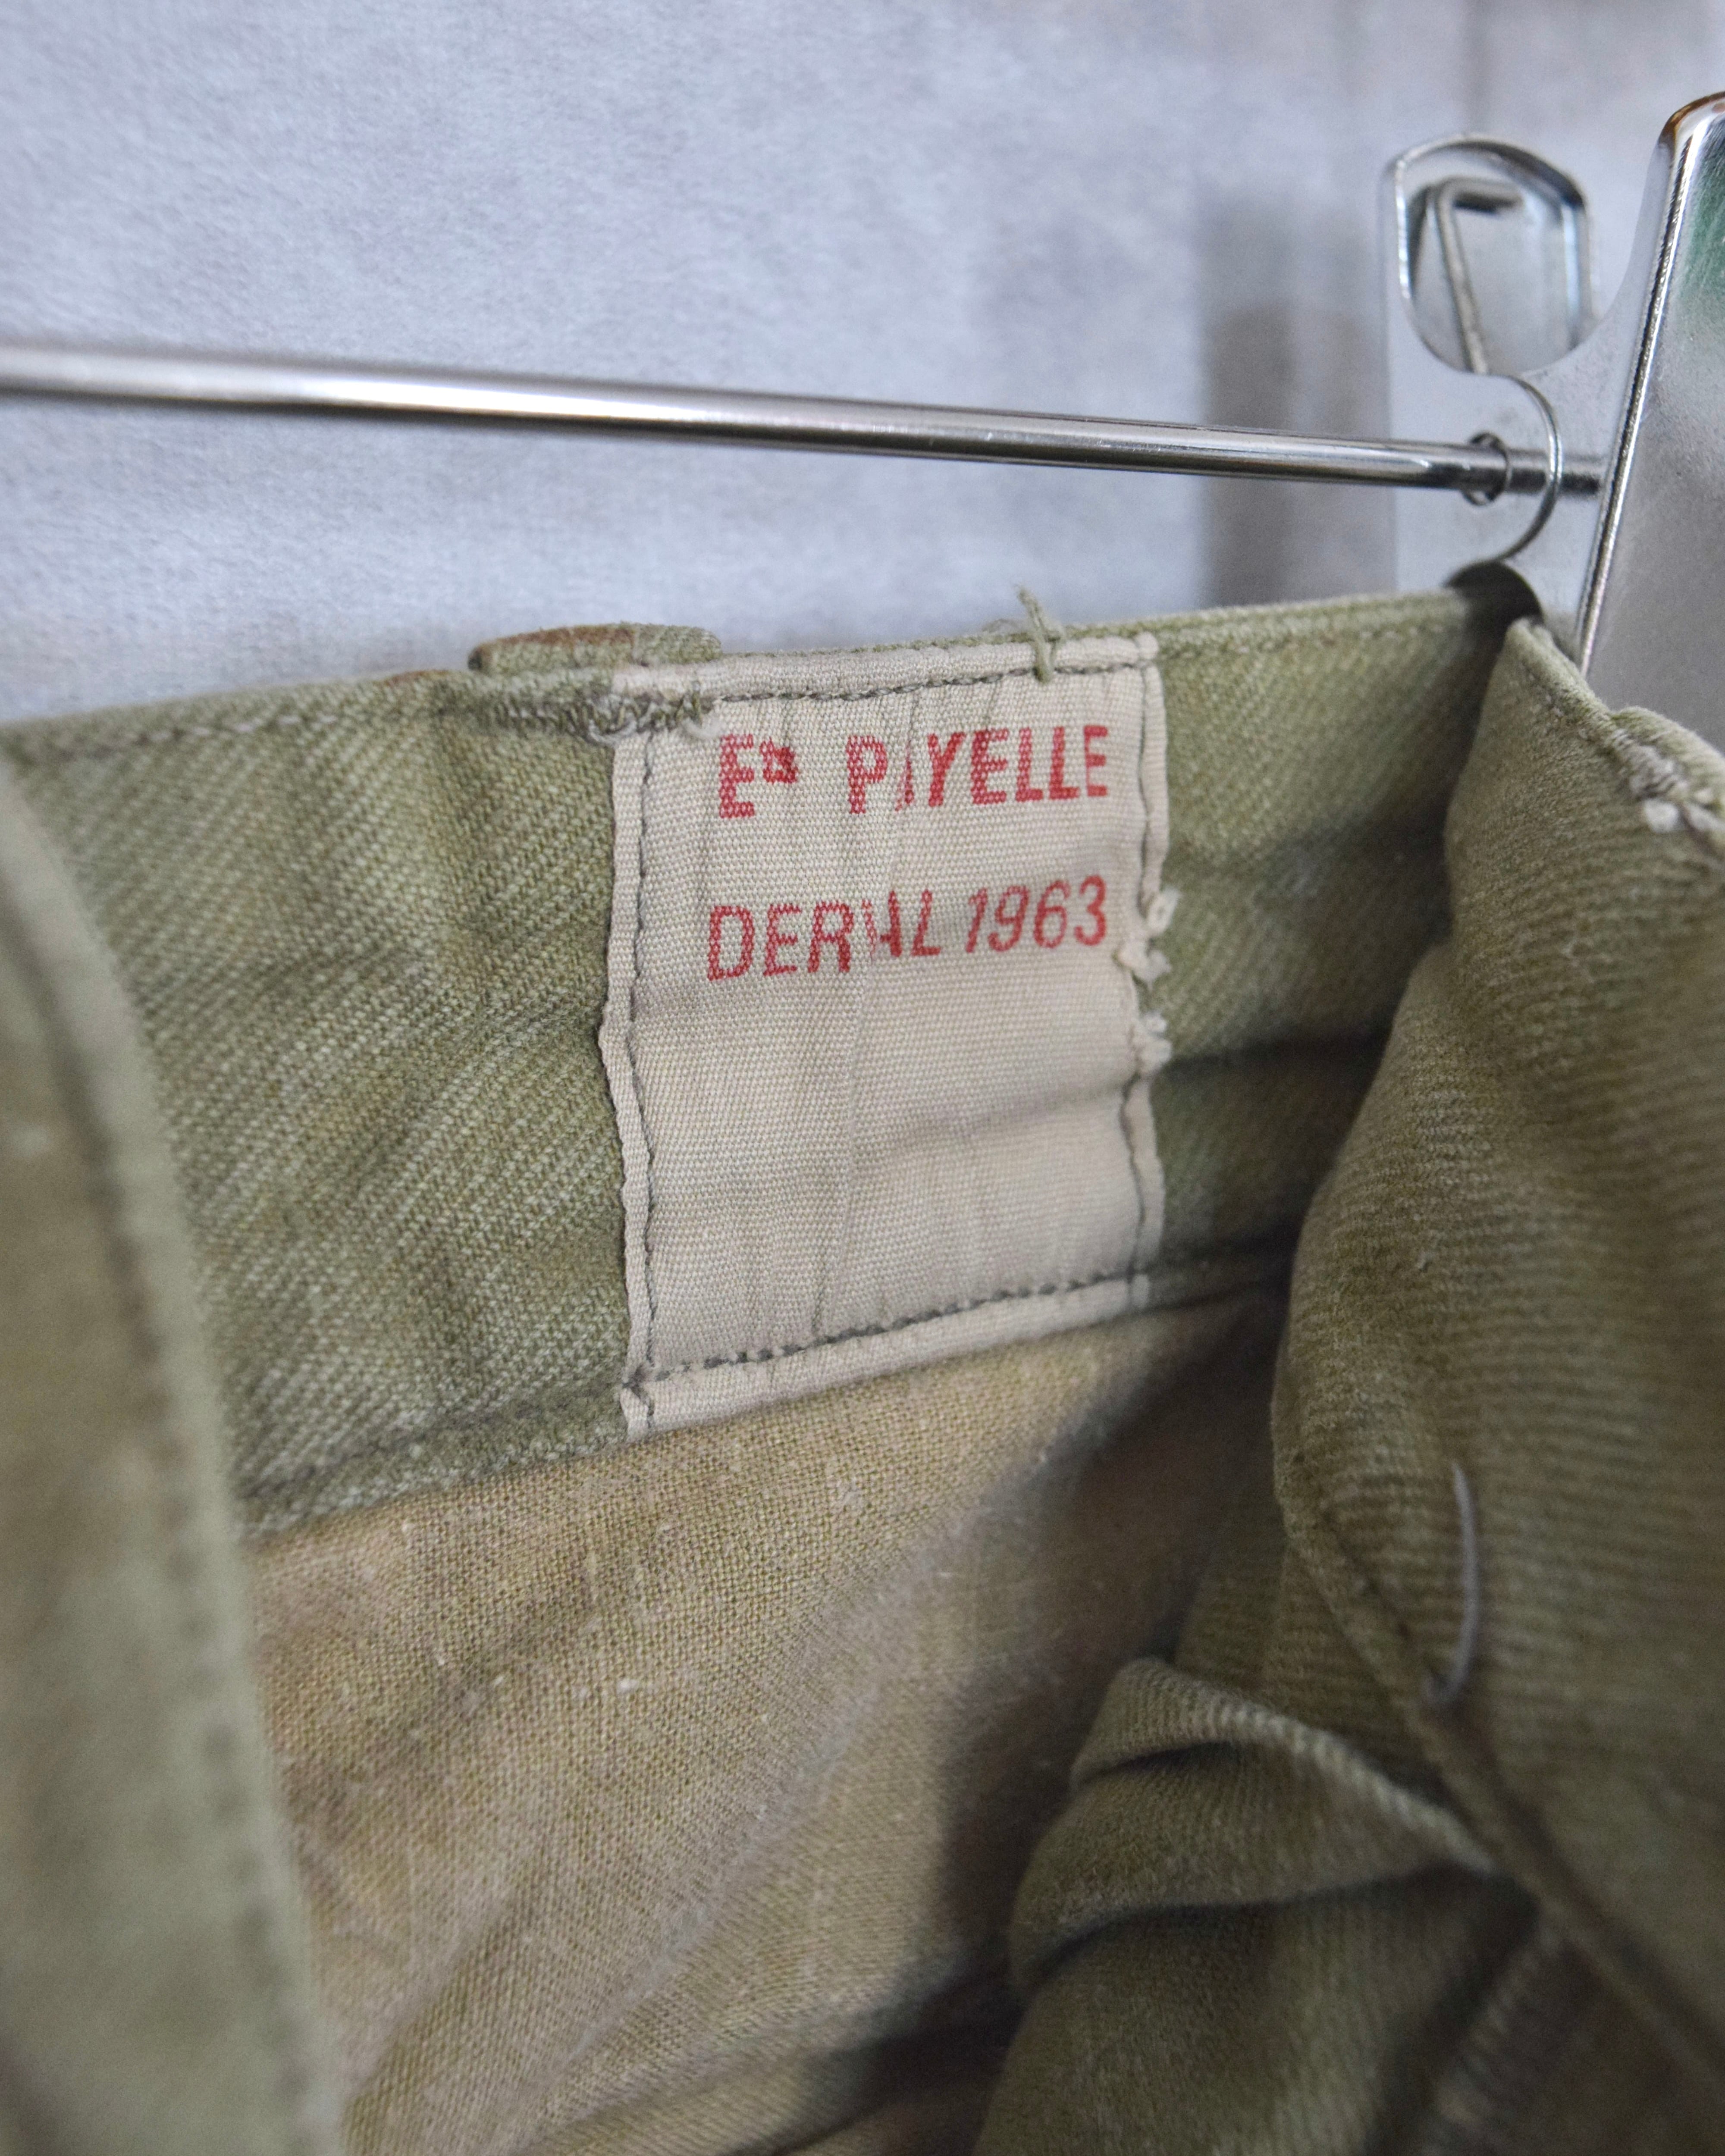 Ets PAYELLE
DERVAL 1963